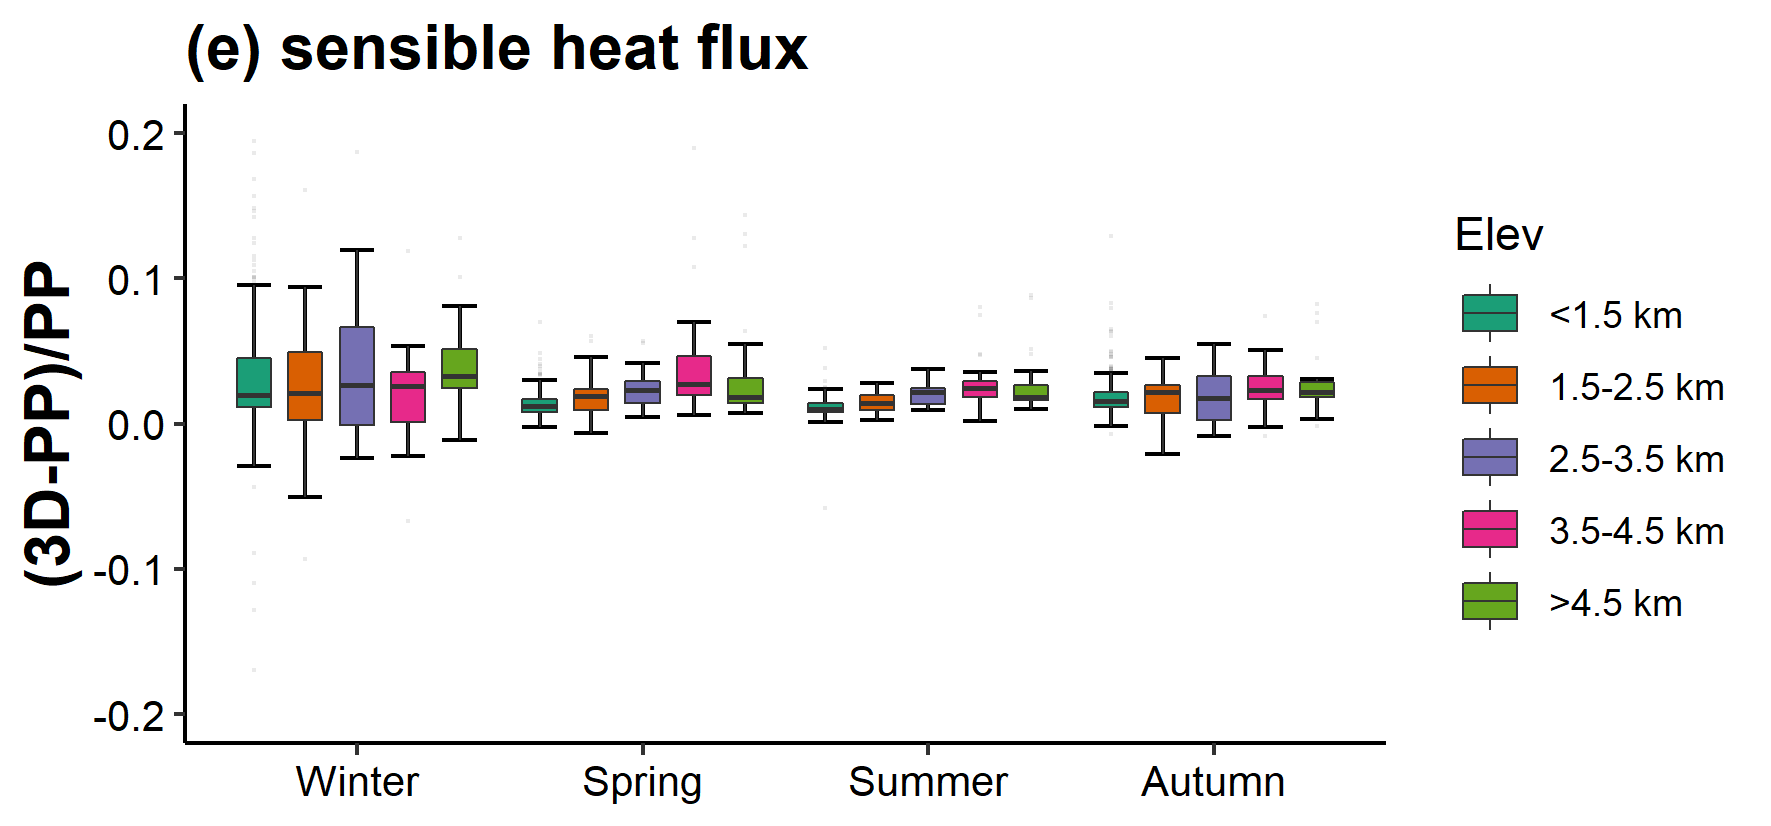 (e) sensible heat flux
(3D-PP)/PP
0.2
0.1
0.0
-0.1
-0.2
Winter
Spring
Summer
Autumn
Elev
<1.5 km
1.5-2.5 km
2.5-3.5 km
3.5-4.5 km
>4.5 km